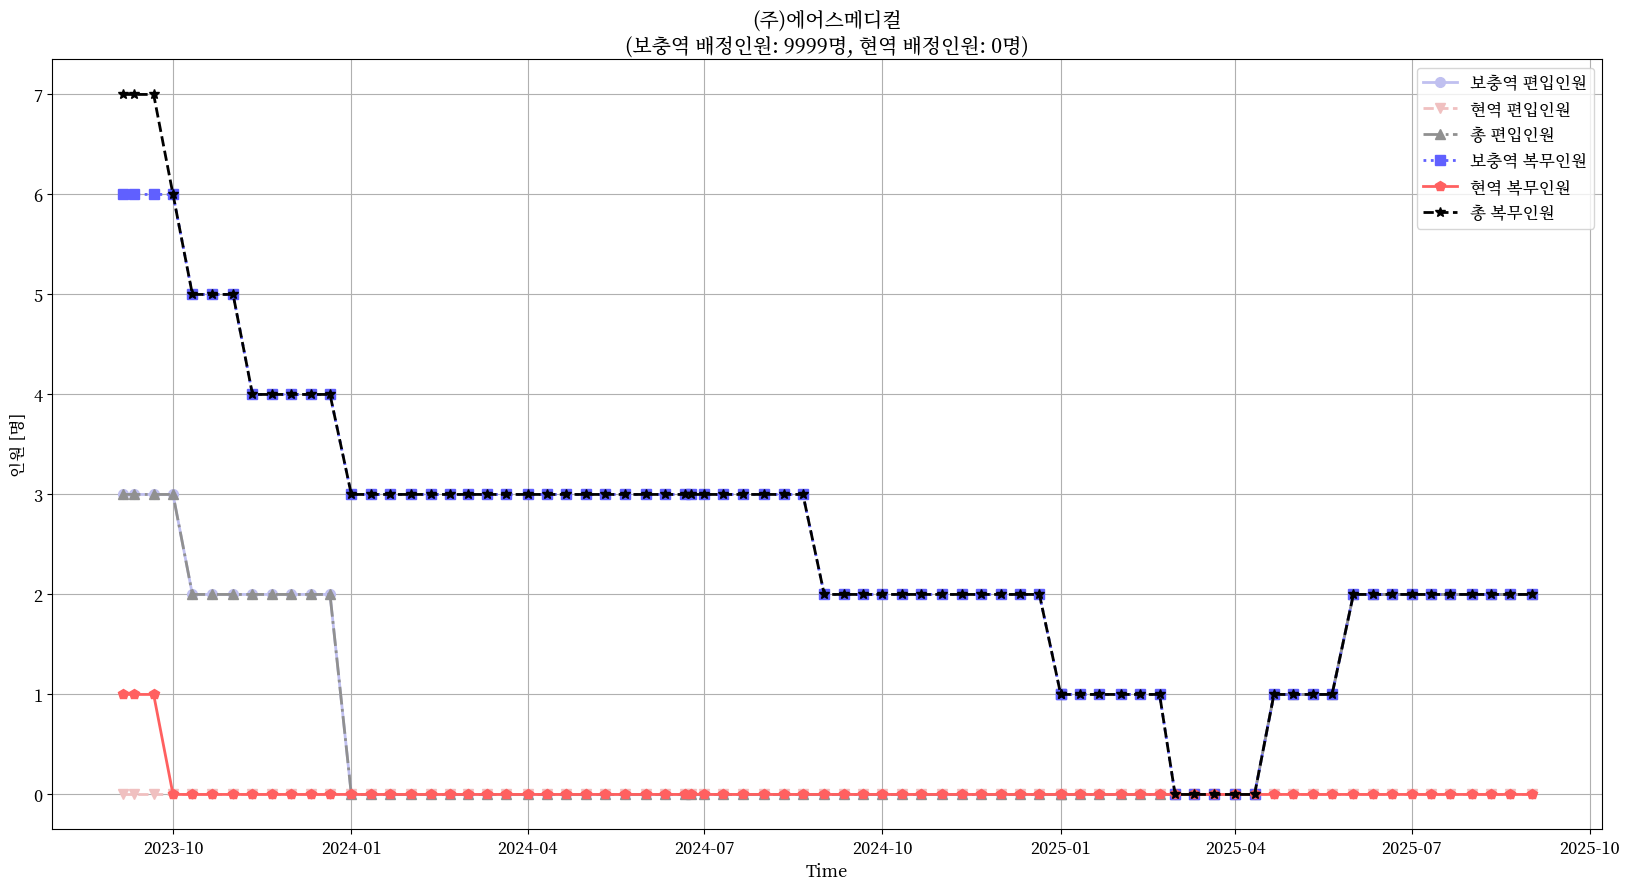 (주)에어스메디컬
(보충역 배정인원: 9999명, 현역 배정인원: 0명)
인원 [명]
7
6
5
4
3
2
1
0
보충역 편입인원
현역 편입인원
총 편입인원
보충역 복무인원
현역 복무인원
총 복무인원
2023-10
2024-01
2024-04
2024-07
2024-10
2025-01
2025-04
2025-07
2025-10
Time